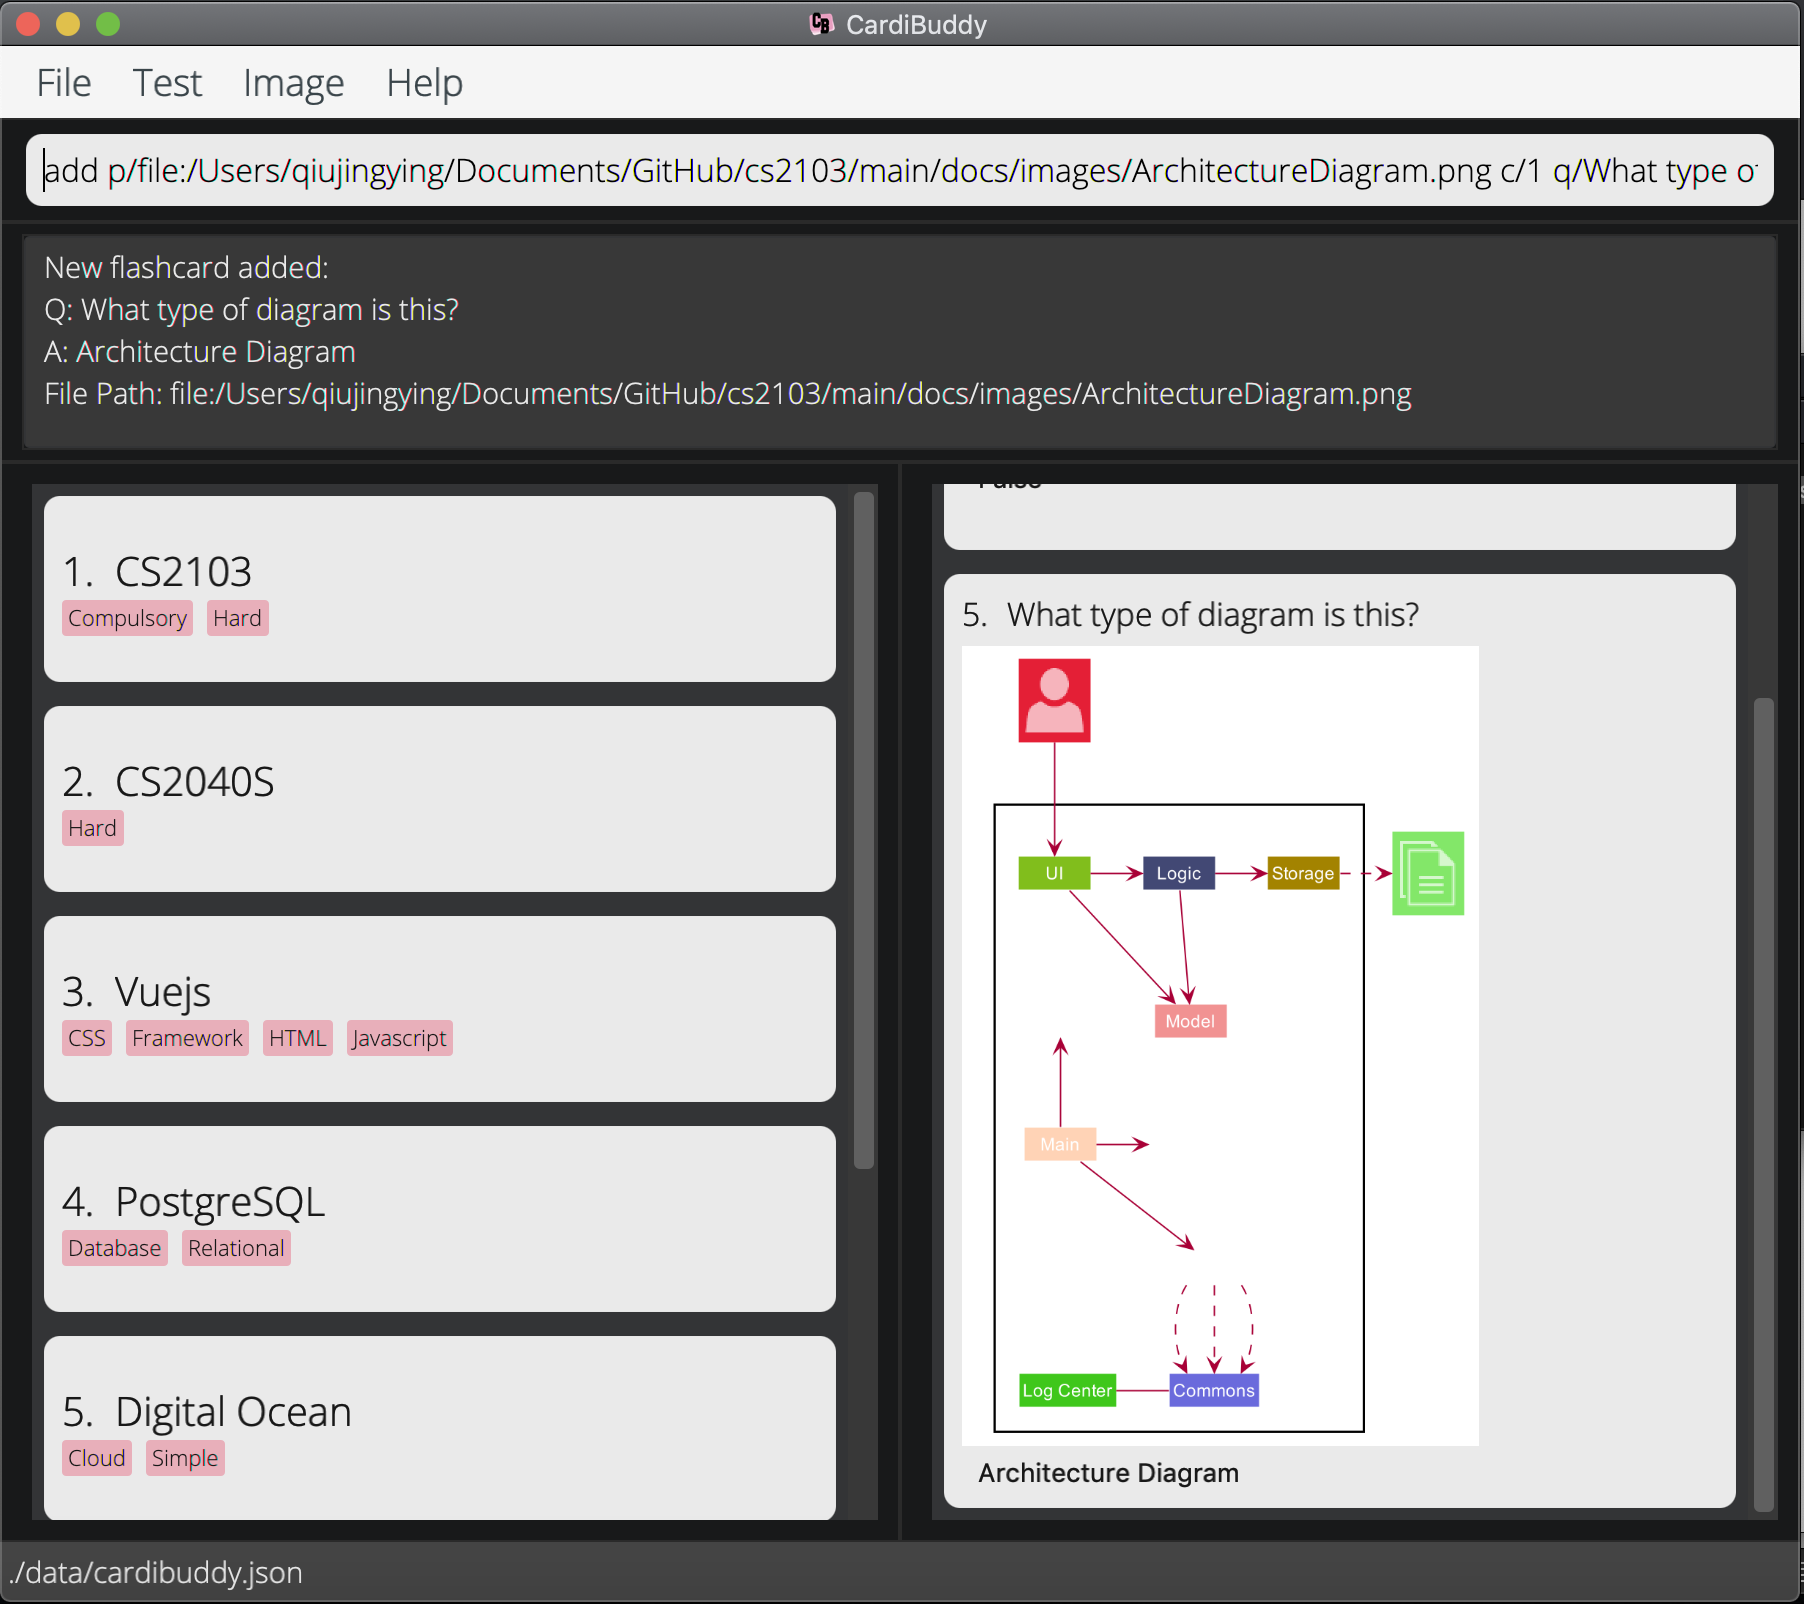 CardiBuddy
File Test Image Help
add p/file:/Users/qiujingying/Documents/GitHub/cs2103/main/docs/images/ArchitectureDiagram.png c/1 q/What type of
New flashcard added:
Q: What type of diagram is this?
A: Architecture Diagram
File Path: file:/Users/qiujingying/Documents/GitHub/cs2103/main/docs/images/ArchitectureDiagram.png
1. CS2103
Compulsory Hard
2. CS2040S
Hard
3. Vuejs
CSS Framework HTML Javascript
4. PostgreSQL
Database Relational
5. Digital Ocean
Cloud Simple
False
5. What type of diagram is this?
UI Logic Storage
Model
Main
Log Center Commons
Architecture Diagram
./data/cardibuddy.json